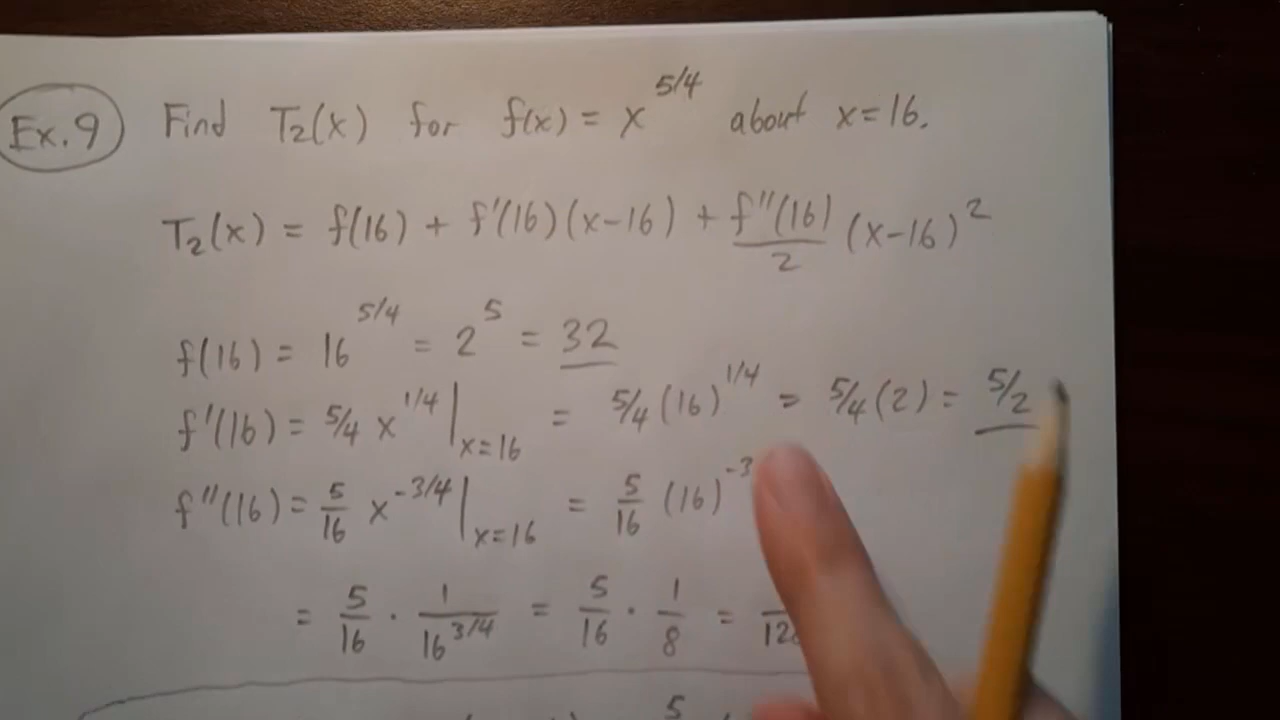 Ex. 9 Find T₂(x) for f(x) = x^5/4 about x=16.
T₂(x) = f(16) + f'(16)(x-16) + f''(16)/2 (x-16)^2
f(16) = 16^5/4 = 2^5 = 32
f'(16) = 5/4 x^1/4 |x=16 = 5/4 (16)^1/4 = 5/4 (2) = 5/2
f''(16) = 5/16 x^-3/4 |x=16 = 5/16 (16)^-3
= 5/16 · 1/16^3/4 = 5/16 · 1/8 =
5